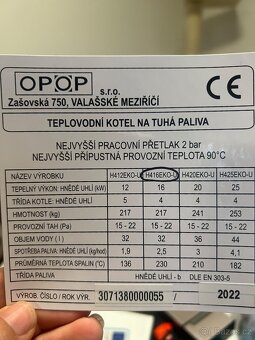 OPOP s.r.o.
Zašovská 750, VALAŠSKÉ MEZIŘÍČÍ
CE
TEPLOVODNÍ KOTEL NA TUHÁ PALIVA
NEJVYŠŠÍ PRACOVNÍ PŘETLAK 2 bar
NEJVYŠŠÍ PŘÍPUSTNÁ PROVOZNÍ TEPLOTA 90°C
NÁZEV VÝROBKU H412EKO-U H416EKO-U H420EKO-U H425EKO-U
TEPELNÝ VÝKON: HNĚDÉ UHLÍ (kW) 12 16 20 25
TŘÍDA KOTLE: HNĚDÉ UHLÍ 5 4 4 4
HMOTNOST (kg) 217 217 241 253
PROVOZNÍ TAH (Pa) 15 - 22 15 - 22 15 - 22 15 - 22
OBJEM VODY (l) 32 32 36 44
SPOTŘEBA PALIVA: HNĚDÉ UHLÍ (kg/hod) 1,9 2,5 3,1 4,1
PRŮMĚRNÁ TEPLOTA SPALIN (°C) 136 230 210 182
TŘÍDA PALIVA HNĚDÉ UHLÍ - b DLE EN 303-5
VÝROB. ČÍSLO / ROK VÝR. 3071380000055 / 2022